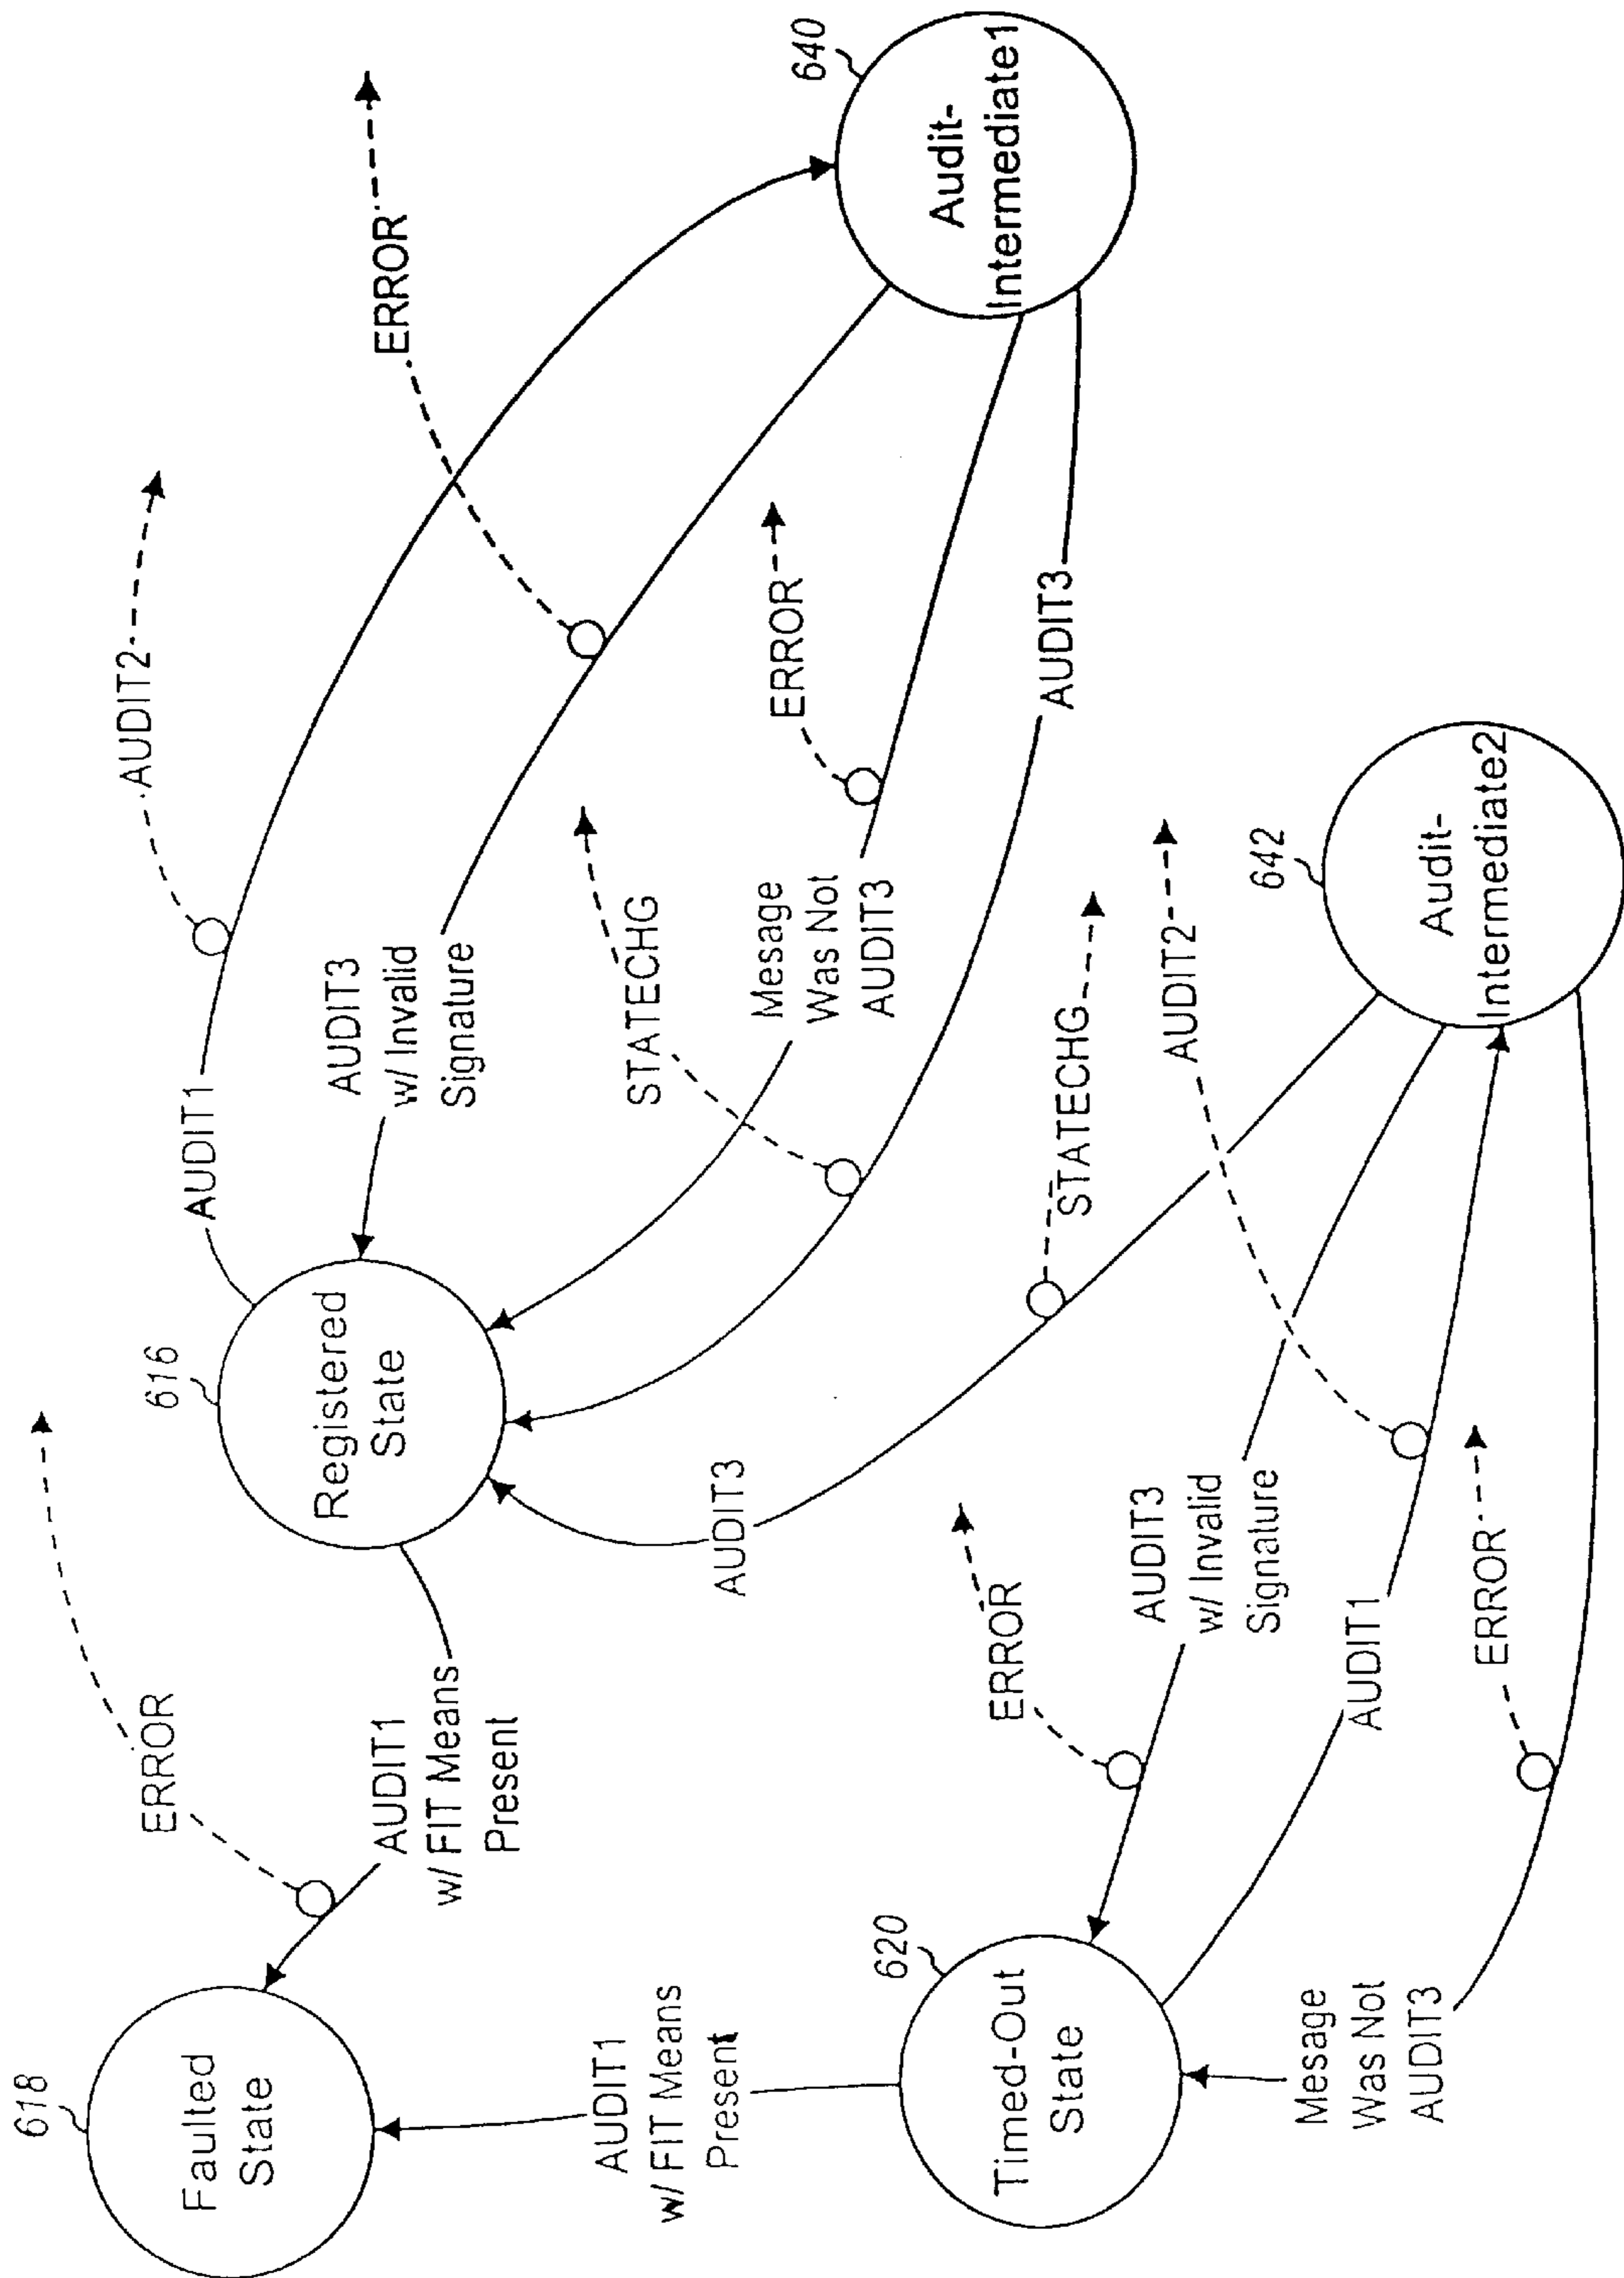 618
Faulted
State
ERROR
AUDIT1
w/ FIT Means
Present
616
Registered
State
AUDIT1
AUDIT2
AUDIT3
w/ Invalid
Signature
ERROR
640
Audit-
Intermediate1
STATECHG
Mesage
Was Not
AUDIT3
ERROR
AUDIT3
AUDIT1
w/ FIT Means
Present
620
Timed-Out
State
AUDIT3
STATECHG
ERROR
AUDIT3
w/ Invalid
Signature
AUDIT2
642
Audit-
Intermediate2
AUDIT1
ERROR
Mesage
Was Not
AUDIT3